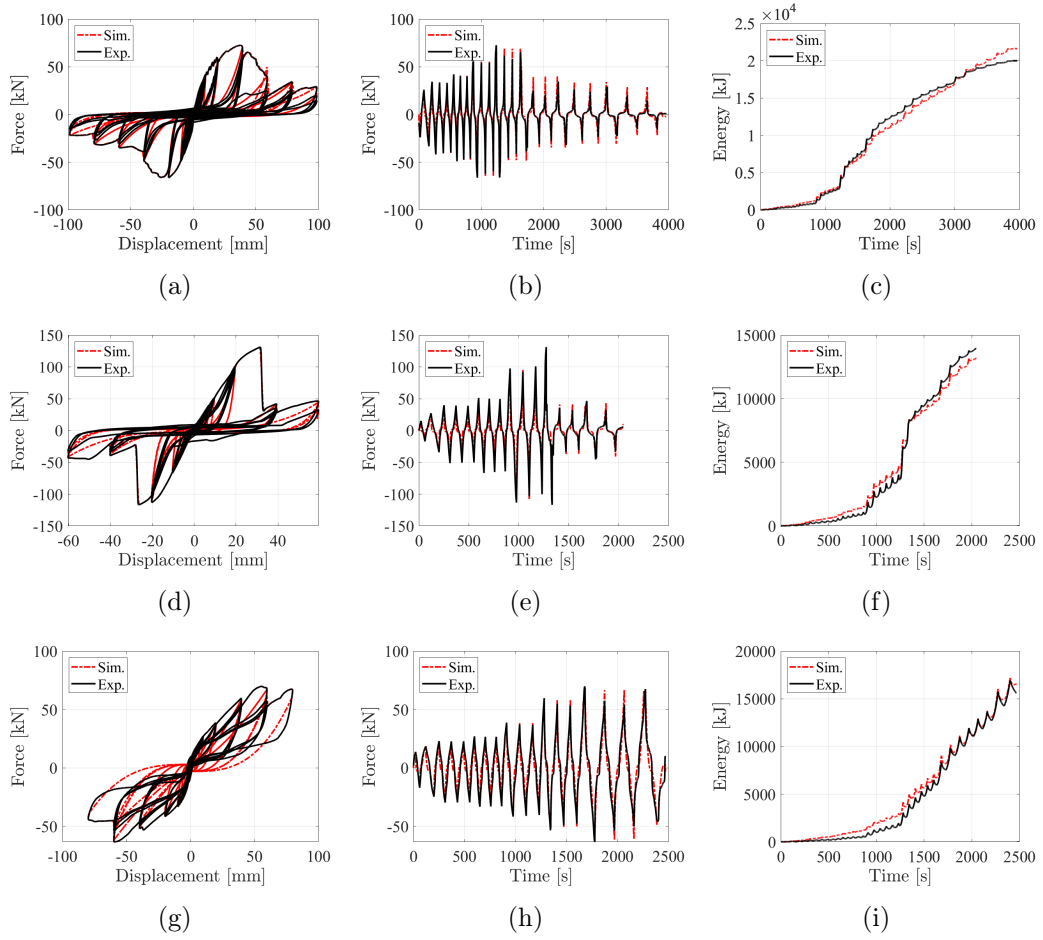 100
50
0
-50
-100
Force [kN]
Sim.
Exp.
-100 -50 0 50 100
Displacement [mm]
(a)
100
50
0
-50
-100
Force [kN]
Sim.
Exp.
0 500 1000 1500 2000 2500 3000 3500 4000
Time [s]
(b)
×10⁴
2.5
2
1.5
1
0.5
0
Energy [kJ]
Sim.
Exp.
0 1000 2000 3000 4000
Time [s]
(c)
150
100
50
0
-50
-100
-150
Force [kN]
Sim.
Exp.
-60 -40 -20 0 20 40
Displacement [mm]
(d)
150
100
50
0
-50
-100
-150
Force [kN]
Sim.
Exp.
0 500 1000 1500 2000 2500
Time [s]
(e)
15000
10000
5000
0
Energy [kJ]
Sim.
Exp.
0 500 1000 1500 2000 2500
Time [s]
(f)
100
50
0
-50
Force [kN]
Sim.
Exp.
-100 -50 0 50 100
Displacement [mm]
(g)
100
50
0
-50
Force [kN]
Sim.
Exp.
0 500 1000 1500 2000 2500
Time [s]
(h)
20000
15000
10000
5000
0
Energy [kJ]
Sim.
Exp.
0 500 1000 1500 2000 2500
Time [s]
(i)